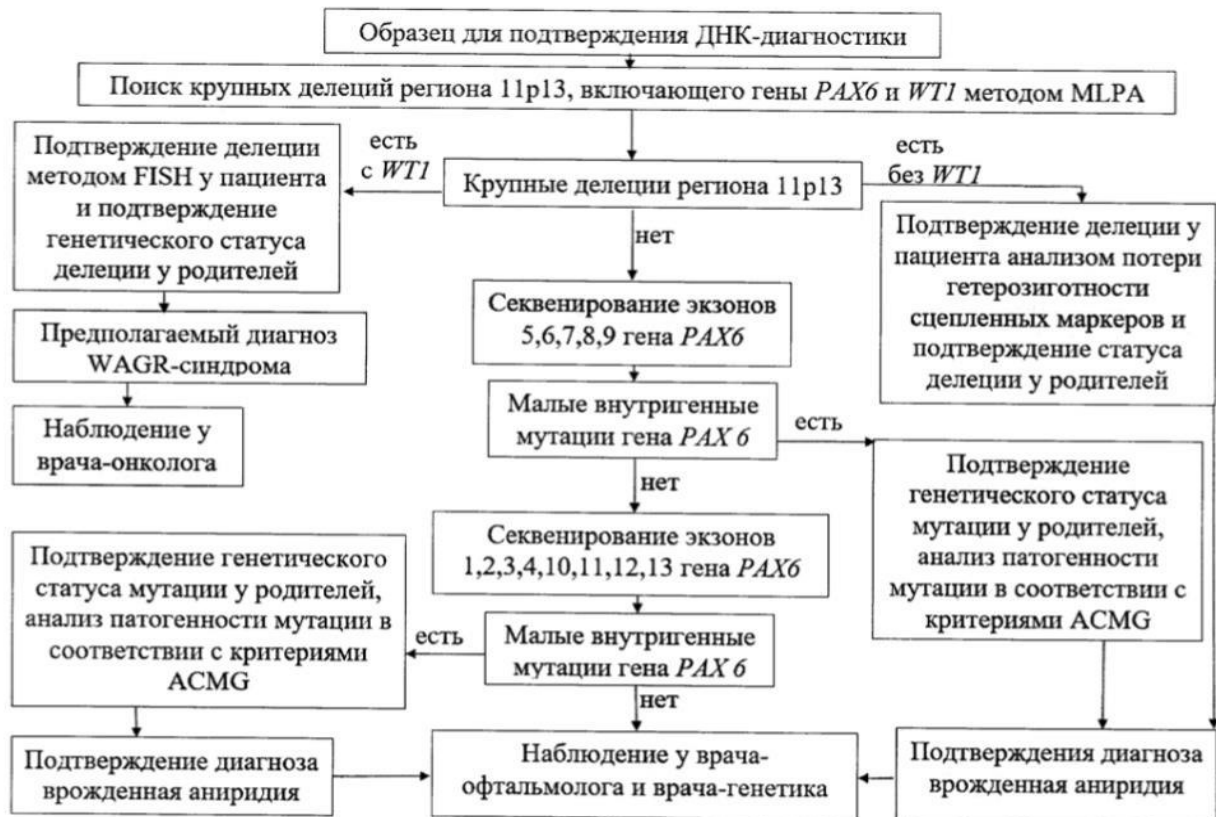 Образец для подтверждения ДНК-диагностики
Поиск крупных делеций региона 11p13, включающего гены PAX6 и WT1 методом MLPA
Подтверждение делеции
методом FISH у пациента
и подтверждение
генетического статуса
делеции у родителей
есть
с WT1
Крупные делеции региона 11p13
есть
без WT1
Подтверждение делеции у
пациента анализом потери
гетерозиготности
сцепленных маркеров и
подтверждение статуса
делеции у родителей
нет
Предполагаемый диагноз
WAGR-синдрома
Наблюдение у
врача-онколога
Секвенирование экзонов
5,6,7,8,9 гена PAX6
Малые внутригенные
мутации гена PAX 6
есть
Подтверждение
генетического статуса
мутации у родителей,
анализ патогенности
мутации в соответствии с
критериями ACMG
нет
Секвенирование экзонов
1,2,3,4,10,11,12,13 гена PAX6
Подтверждение генетического
статуса мутации у родителей,
анализ патогенности мутации в
соответствии с критериями
ACMG
есть
Малые внутригенные
мутации гена PAX 6
нет
Подтверждение диагноза
врожденная аниридия
Наблюдение у врача-
офтальмолога и врача-генетика
Подтверждения диагноза
врожденная аниридия